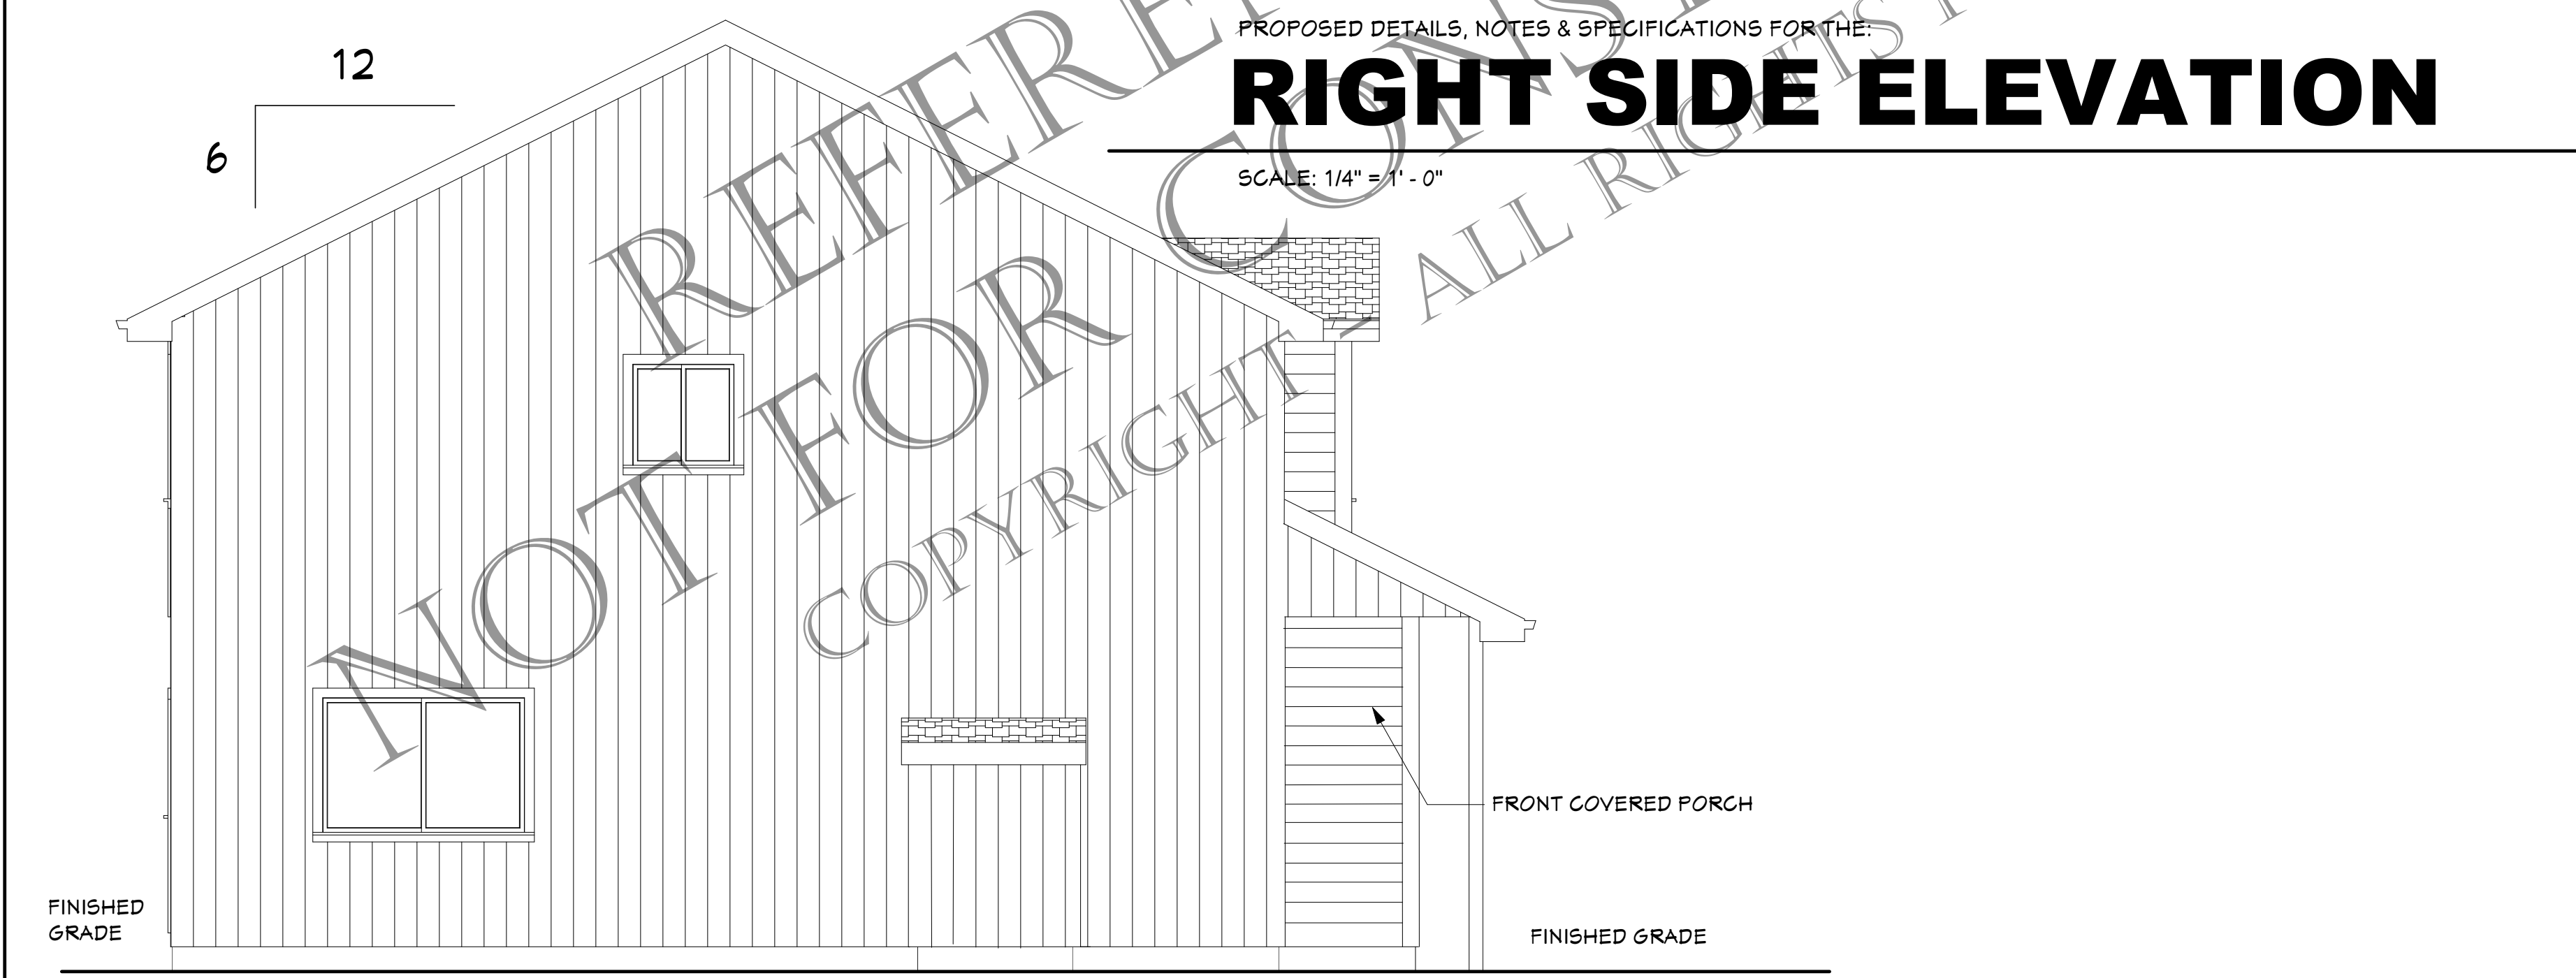 PROPOSED DETAILS, NOTES & SPECIFICATIONS FOR THE:
RIGHT SIDE ELEVATION
SCALE: 1/4" = 1' - 0"
12
6
NOT FOR
COPYRIGHT - ALL RIGHTS
FRONT COVERED PORCH
FINISHED
GRADE
FINISHED GRADE